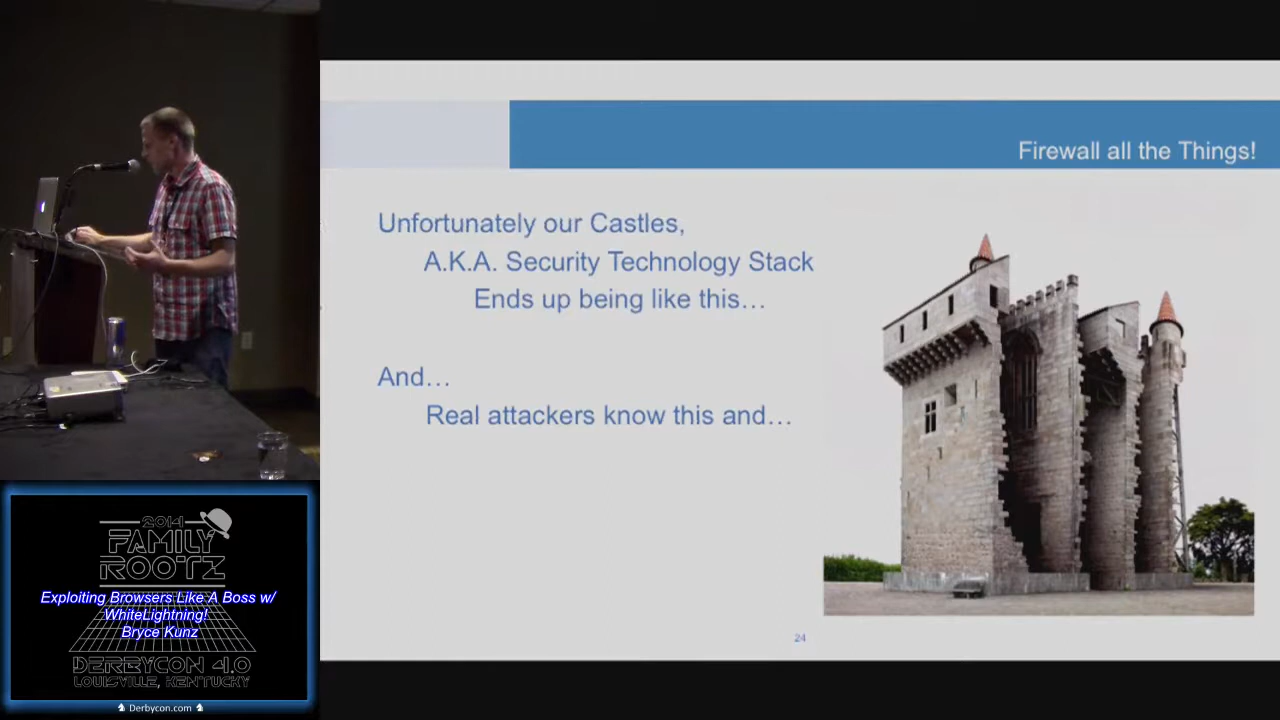 Firewall all the Things!
Unfortunately our Castles,
A.K.A. Security Technology Stack
Ends up being like this…
And…
Real attackers know this and…
24
2014
FAMILY
ROOTZ
Exploiting Browsers Like A Boss w/
WhiteLightning!
Bryce Kunz
DERBYCON 4.0
LOUISVILLE, KENTUCKY
Derbycon.com